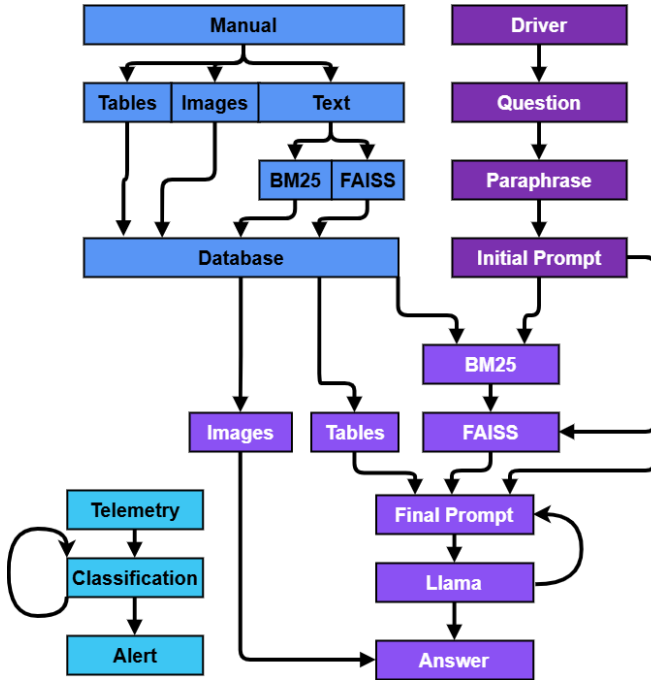 Manual
Driver
Tables Images Text
Question
BM25 FAISS
Paraphrase
Database
Initial Prompt
BM25
Images
Tables
FAISS
Telemetry
Final Prompt
Classification
Llama
Alert
Answer